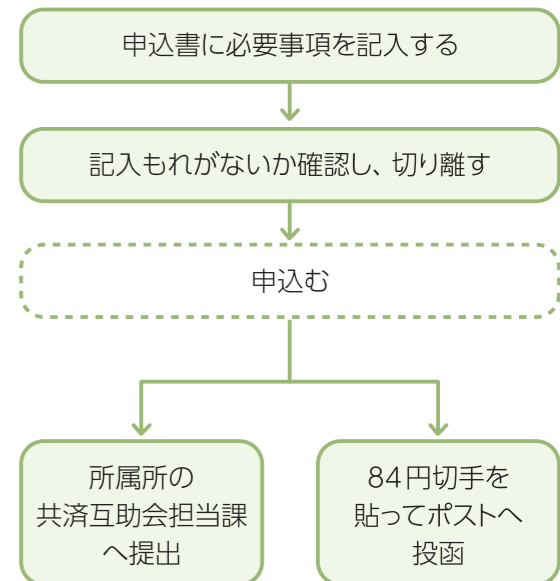 申込書に必要事項を記入する
記入もれがないか確認し、切り離す
申込む
所属所の
共済互助会担当課
へ提出
84円切手を
貼ってポストへ
投函